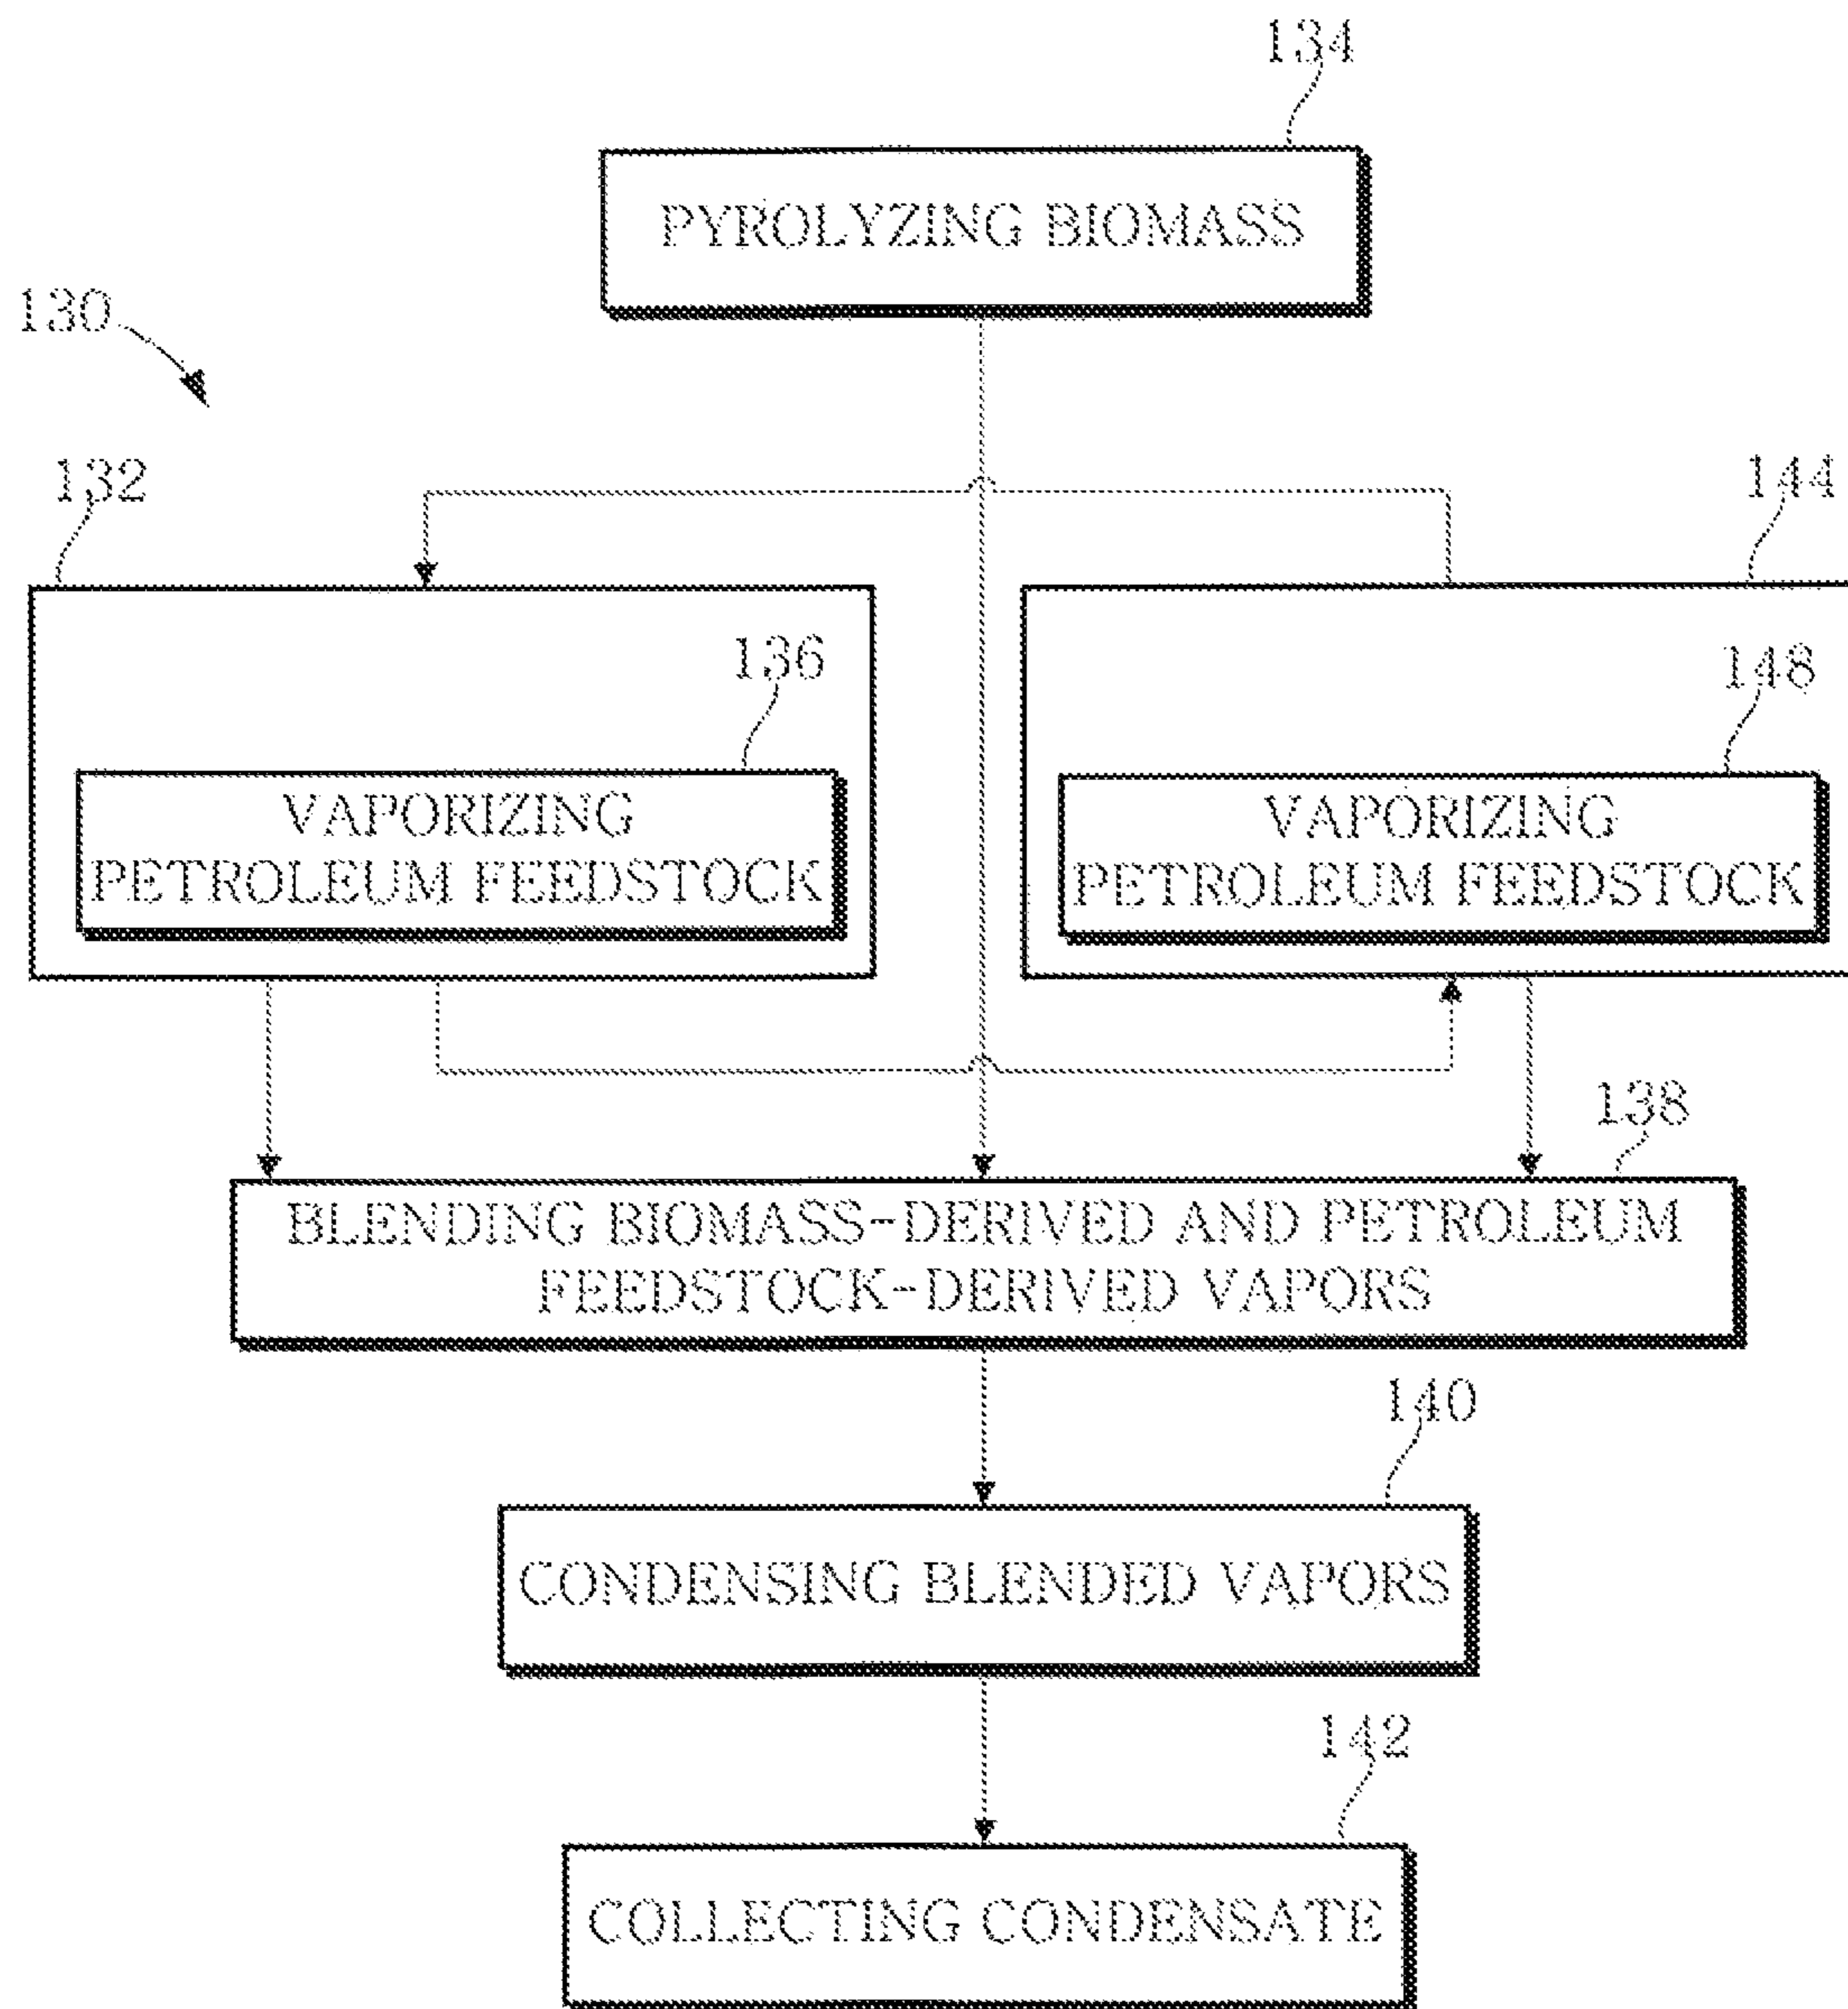 134
PYROLYZING BIOMASS
130
132
144
136
148
VAPORIZING
PETROLEUM FEEDSTOCK
VAPORIZING
PETROLEUM FEEDSTOCK
138
BLENDING BIOMASS-DERIVED AND PETROLEUM
FEEDSTOCK-DERIVED VAPORS
140
CONDENSING BLENDED VAPORS
142
COLLECTING CONDENSATE